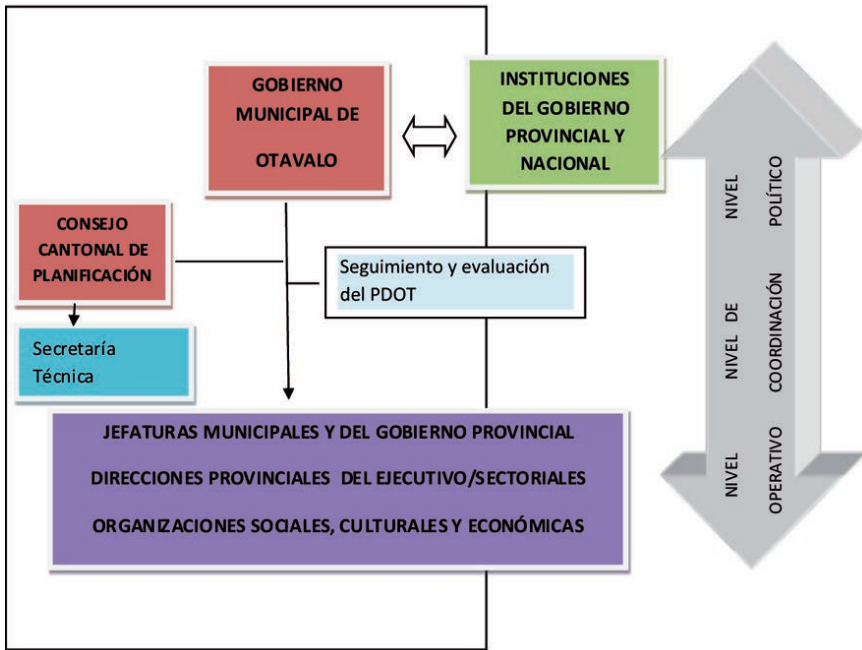 GOBIERNO
MUNICIPAL DE
OTAVALO
INSTITUCIONES
DEL GOBIERNO
PROVINCIAL Y
NACIONAL
CONSEJO
CANTONAL DE
PLANIFICACIÓN
Seguimiento y evaluación
del PDOT
Secretaría
Técnica
JEFATURAS MUNICIPALES Y DEL GOBIERNO PROVINCIAL
DIRECCIONES PROVINCIALES DEL EJECUTIVO/SECTORIALES
ORGANIZACIONES SOCIALES, CULTURALES Y ECONÓMICAS
NIVEL
POLÍTICO
NIVEL DE
COORDINACIÓN
NIVEL
OPERATIVO